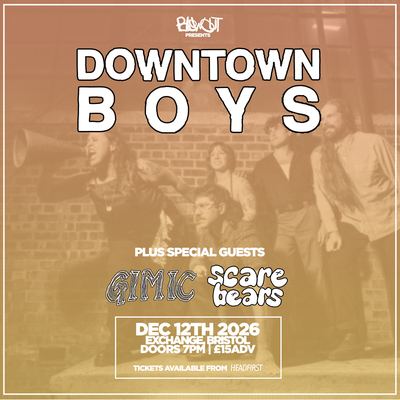 BLOWOUT
PRESENTS
DOWNTOWN
BOYS
PLUS SPECIAL GUESTS
GIMIC
scare
bears
DEC 12TH 2026
EXCHANGE, BRISTOL
DOORS 7PM | £15ADV
TICKETS AVAILABLE FROM HEADFIRST